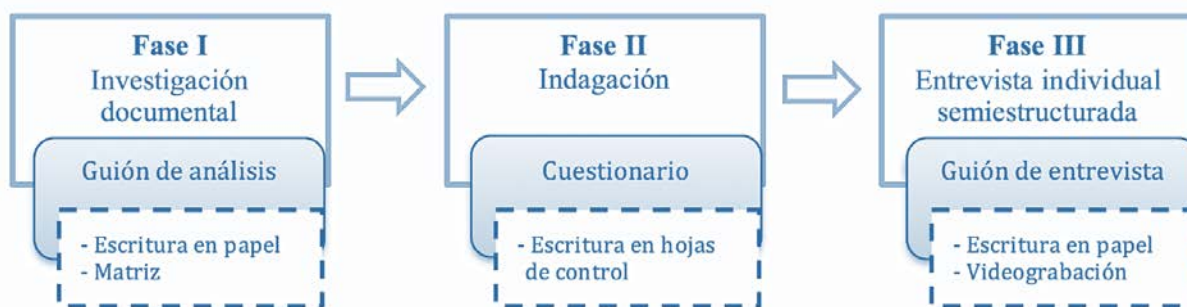 Fase I
Investigación
documental
Guión de análisis
- Escritura en papel
- Matriz
Fase II
Indagación
Cuestionario
- Escritura en hojas
de control
Fase III
Entrevista individual
semiestructurada
Guión de entrevista
- Escritura en papel
- Videograbación